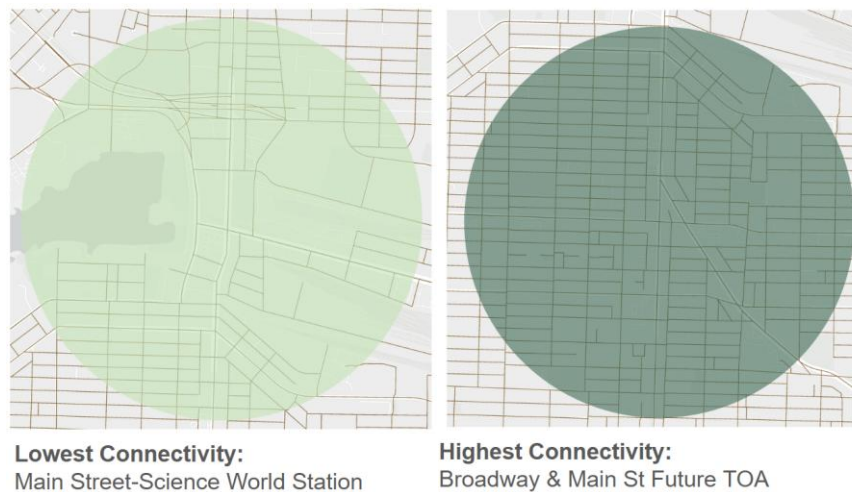 Lowest Connectivity:
Main Street-Science World Station
Highest Connectivity:
Broadway & Main St Future TOA